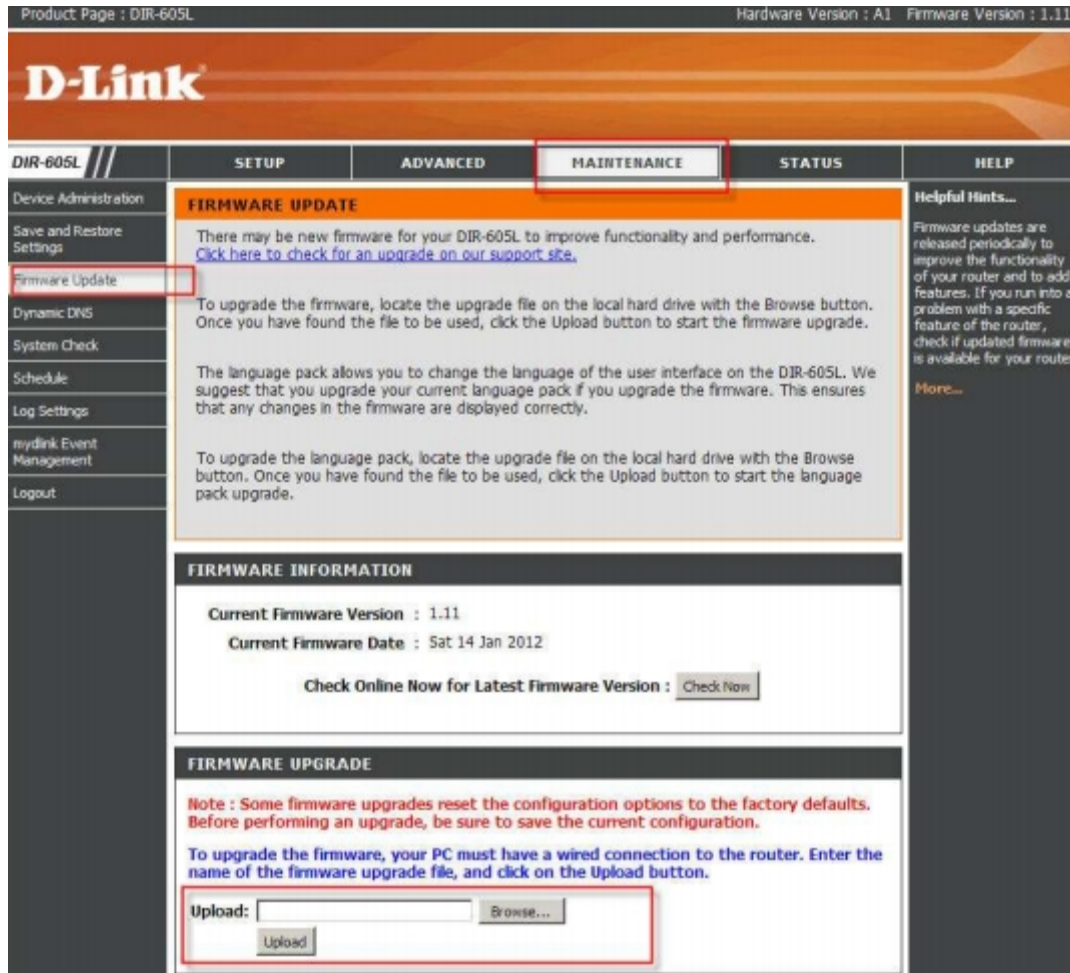 Product Page : DIR-605L
Hardware Version : A1 Firmware Version : 1.11
D-Link
DIR-605L
SETUP
ADVANCED
MAINTENANCE
STATUS
HELP
Device Administration
Save and Restore
Settings
Firmware Update
Dynamic DNS
System Check
Schedule
Log Settings
mydlink Event
Management
Logout
FIRMWARE UPDATE
There may be new firmware for your DIR-605L to improve functionality and performance.
Click here to check for an upgrade on our support site.
To upgrade the firmware, locate the upgrade file on the local hard drive with the Browse button.
Once you have found the file to be used, click the Upload button to start the firmware upgrade.
The language pack allows you to change the language of the user interface on the DIR-605L. We
suggest that you upgrade your current language pack if you upgrade the firmware. This ensures
that any changes in the firmware are displayed correctly.
To upgrade the language pack, locate the upgrade file on the local hard drive with the Browse
button. Once you have found the file to be used, click the Upload button to start the language
pack upgrade.
FIRMWARE INFORMATION
Current Firmware Version : 1.11
Current Firmware Date : Sat 14 Jan 2012
Check Online Now for Latest Firmware Version : Check Now
FIRMWARE UPGRADE
Note : Some firmware upgrades reset the configuration options to the factory defaults.
Before performing an upgrade, be sure to save the current configuration.
To upgrade the firmware, your PC must have a wired connection to the router. Enter the
name of the firmware upgrade file, and click on the Upload button.
Upload: Browse...
Upload
Helpful Hints...
Firmware updates are
released periodically to
improve the functionality
of your router and to add
features. If you run into a
problem with a specific
feature of the router,
check if updated firmware
is available for your route
More...